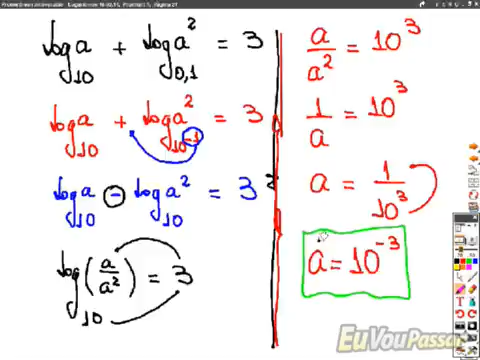 log₁₀ a + log₀,₁ a² = 3
log₁₀ a + log₁₀⁻¹ a² = 3
log₁₀ a − log₁₀ a² = 3
log₁₀ (a/a²) = 3
a/a² = 10³
1/a = 10³
a = 1/10³
a = 10⁻³
EuVouPassar